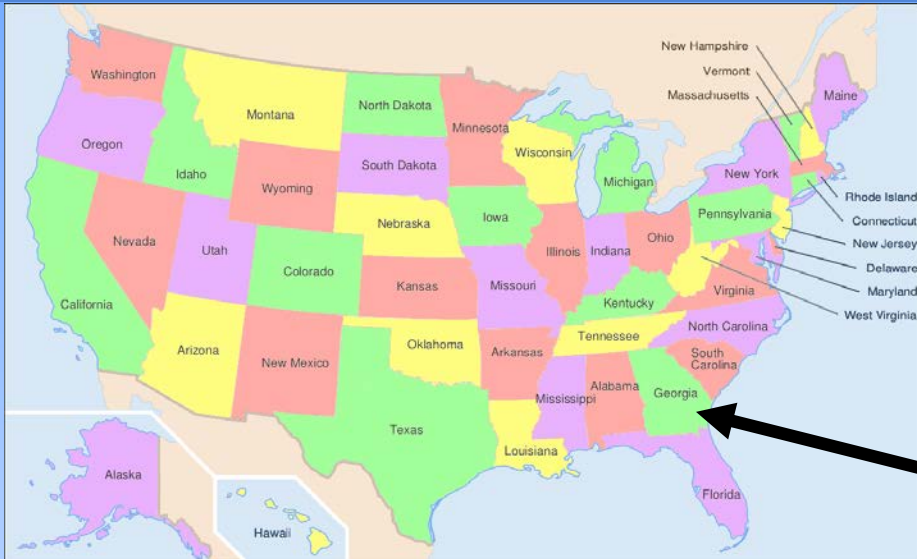 New Hampshire
Vermont
Massachusetts
Washington
Montana
North Dakota
Minnesota
Maine
Oregon
Idaho
Wyoming
South Dakota
Wisconsin
Michigan
New York
Rhode Island
Connecticut
New Jersey
Delaware
Maryland
West Virginia
Nebraska
Iowa
Pennsylvania
Nevada
Utah
Colorado
Kansas
Missouri
Illinois
Indiana
Ohio
Virginia
Kentucky
California
Arizona
New Mexico
Oklahoma
Arkansas
Tennessee
North Carolina
South
Carolina
Texas
Louisiana
Mississippi
Alabama
Georgia
Florida
Alaska
Hawaii